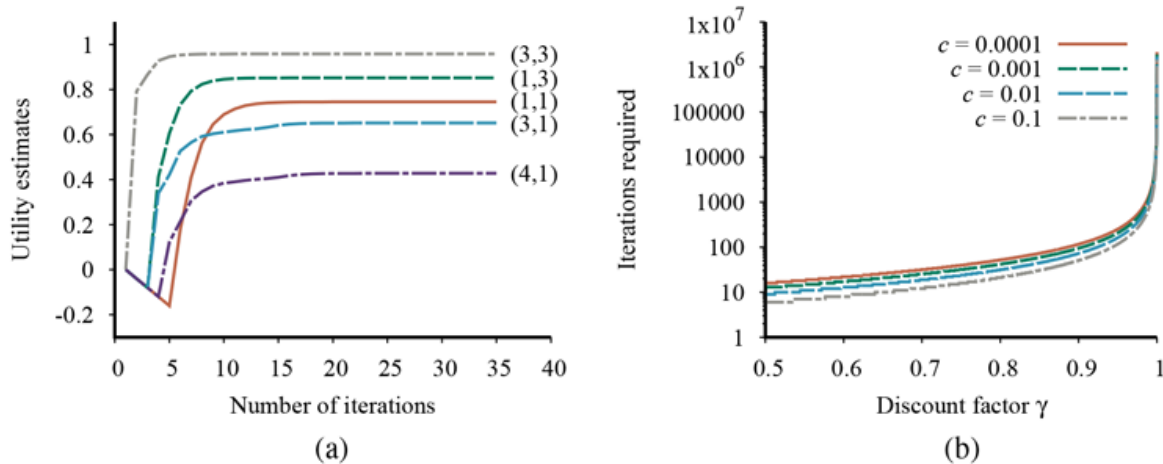 1
0.8
0.6
0.4
0.2
0
-0.2
Utility estimates
(3,3)
(1,3)
(1,1)
(3,1)
(4,1)
0 5 10 15 20 25 30 35 40
Number of iterations
(a)
1x10^7
1x10^6
100000
10000
1000
100
10
1
Iterations required
c = 0.0001
c = 0.001
c = 0.01
c = 0.1
0.5 0.6 0.7 0.8 0.9 1
Discount factor γ
(b)